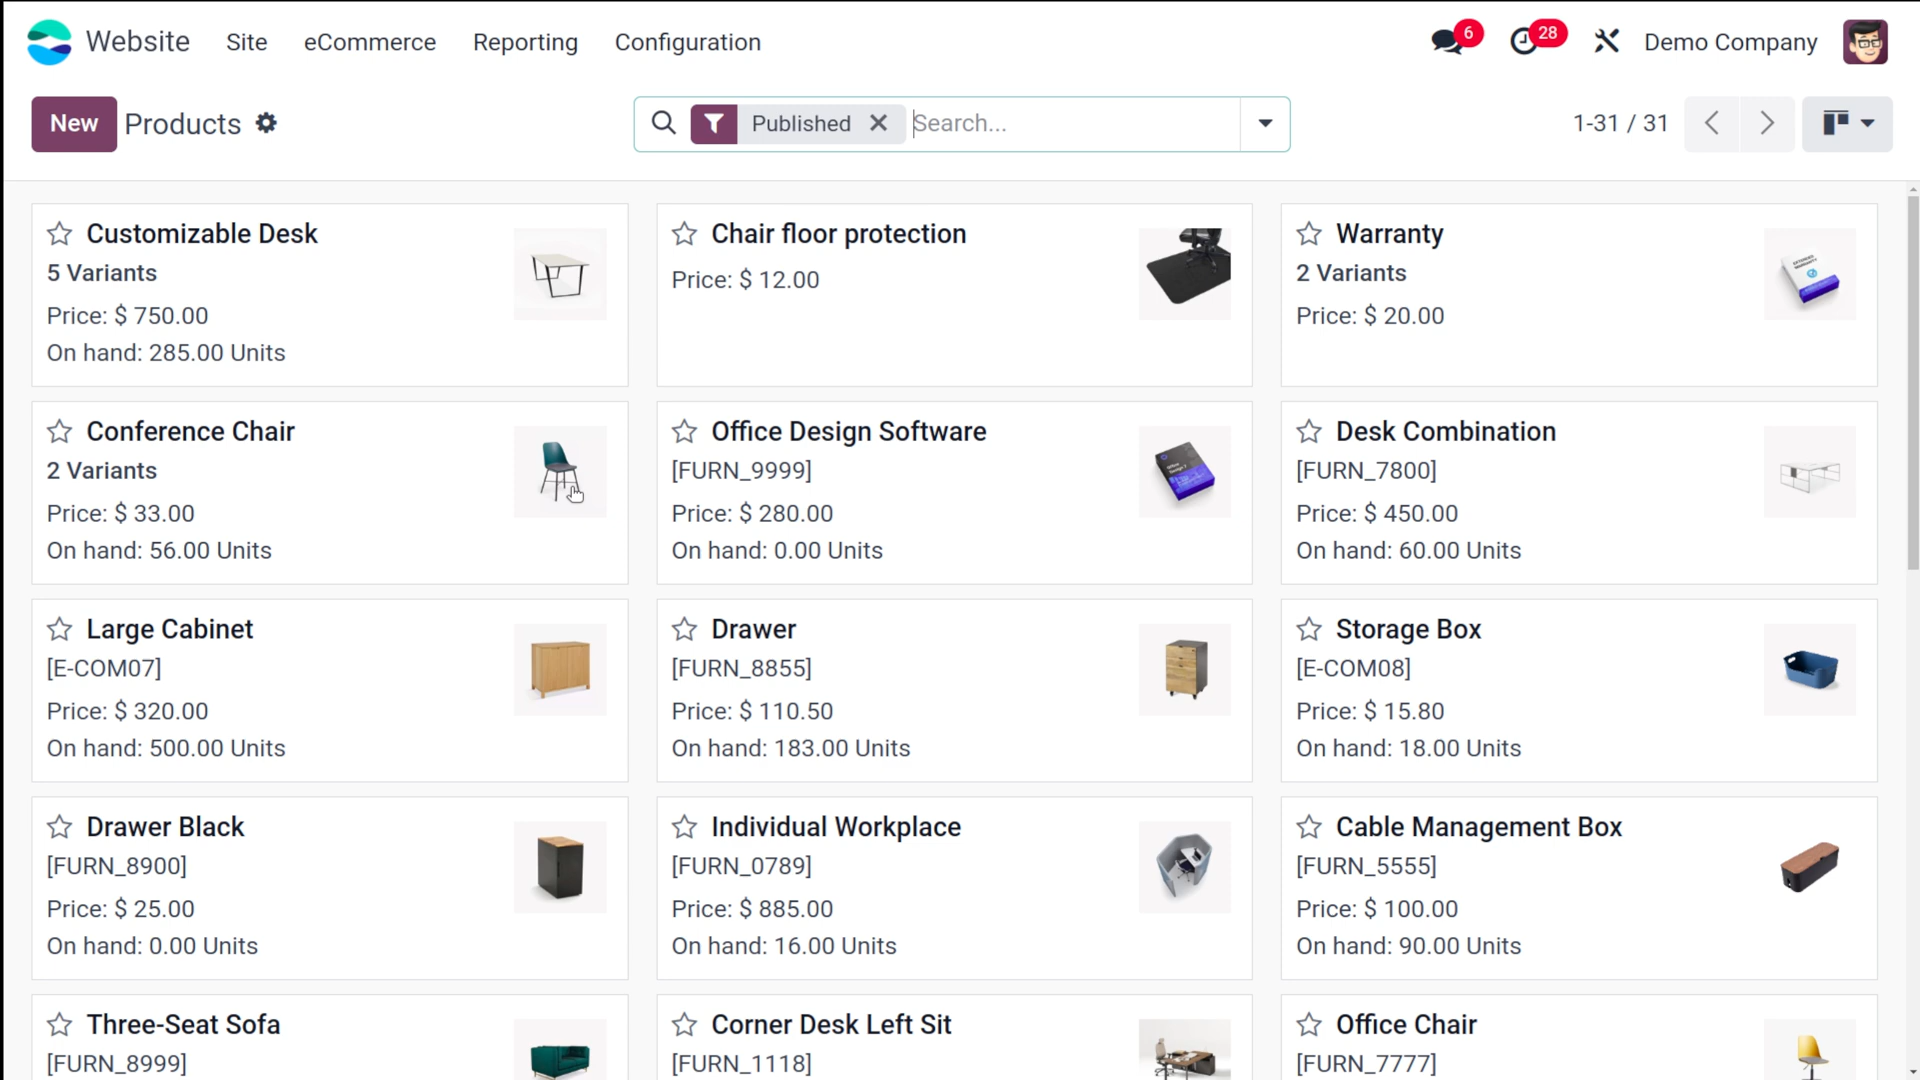 Website Site eCommerce Reporting Configuration 6 28 Demo Company
New Products Published Search... 1-31 / 31
Customizable Desk
5 Variants
Price: $ 750.00
On hand: 285.00 Units
Chair floor protection
Price: $ 12.00
Warranty
2 Variants
Price: $ 20.00
Conference Chair
2 Variants
Price: $ 33.00
On hand: 56.00 Units
Office Design Software
[FURN_9999]
Price: $ 280.00
On hand: 0.00 Units
Desk Combination
[FURN_7800]
Price: $ 450.00
On hand: 60.00 Units
Large Cabinet
[E-COM07]
Price: $ 320.00
On hand: 500.00 Units
Drawer
[FURN_8855]
Price: $ 110.50
On hand: 183.00 Units
Storage Box
[E-COM08]
Price: $ 15.80
On hand: 18.00 Units
Drawer Black
[FURN_8900]
Price: $ 25.00
On hand: 0.00 Units
Individual Workplace
[FURN_0789]
Price: $ 885.00
On hand: 16.00 Units
Cable Management Box
[FURN_5555]
Price: $ 100.00
On hand: 90.00 Units
Three-Seat Sofa
[FURN_8999]
Corner Desk Left Sit
[FURN_1118]
Office Chair
[FURN_7777]